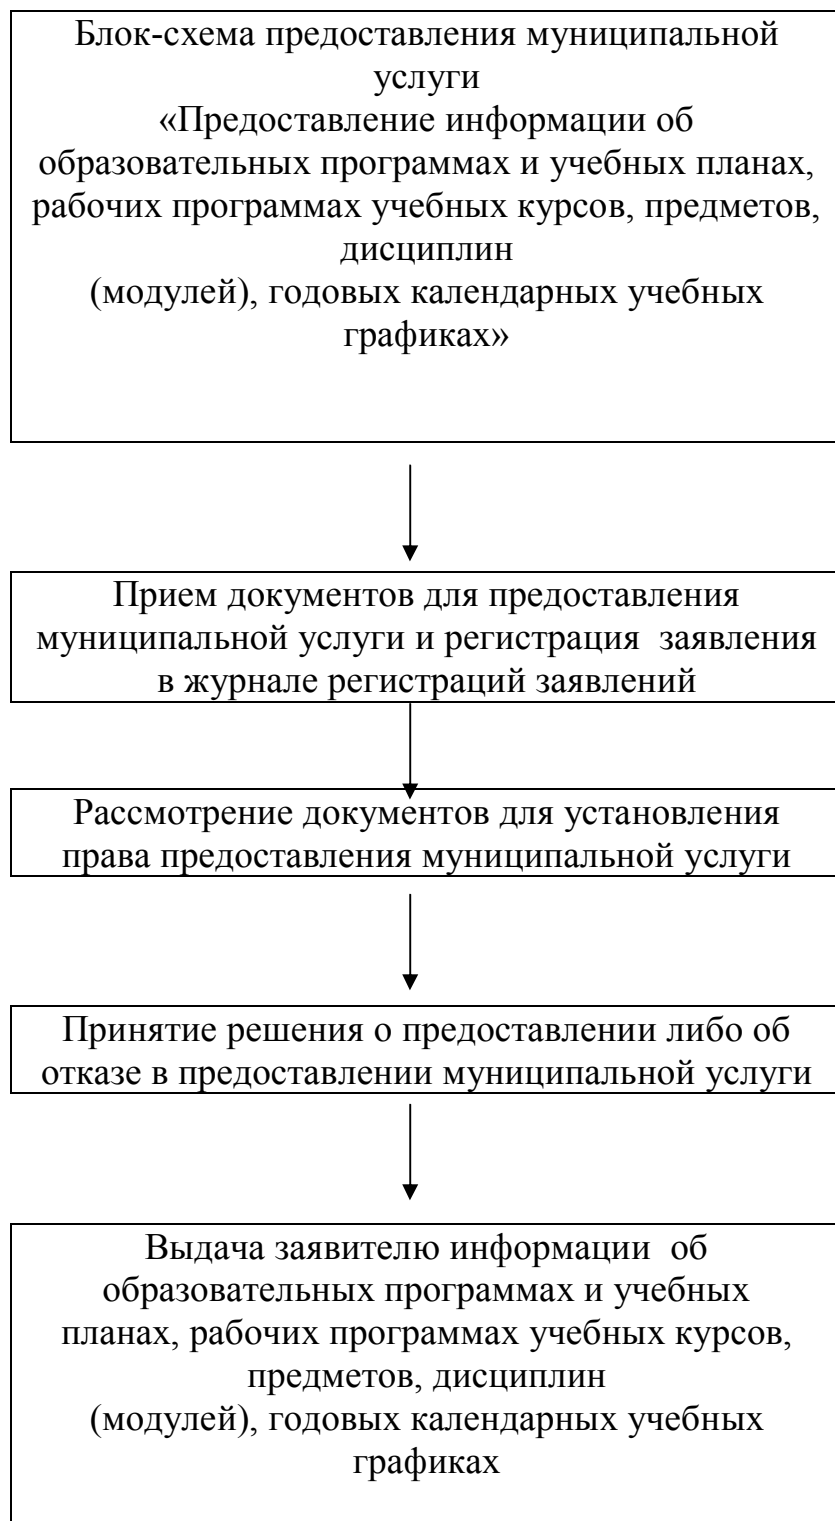 Блок-схема предоставления муниципальной
услуги
«Предоставление информации об
образовательных программах и учебных планах,
рабочих программах учебных курсов, предметов,
дисциплин
(модулей), годовых календарных учебных
графиках»
Прием документов для предоставления
муниципальной услуги и регистрация  заявления
в журнале регистраций заявлений
Рассмотрение документов для установления
права предоставления муниципальной услуги
Принятие решения о предоставлении либо об
отказе в предоставлении муниципальной услуги
Выдача заявителю информации  об
образовательных программах и учебных
планах, рабочих программах учебных курсов,
предметов, дисциплин
(модулей), годовых календарных учебных
графиках